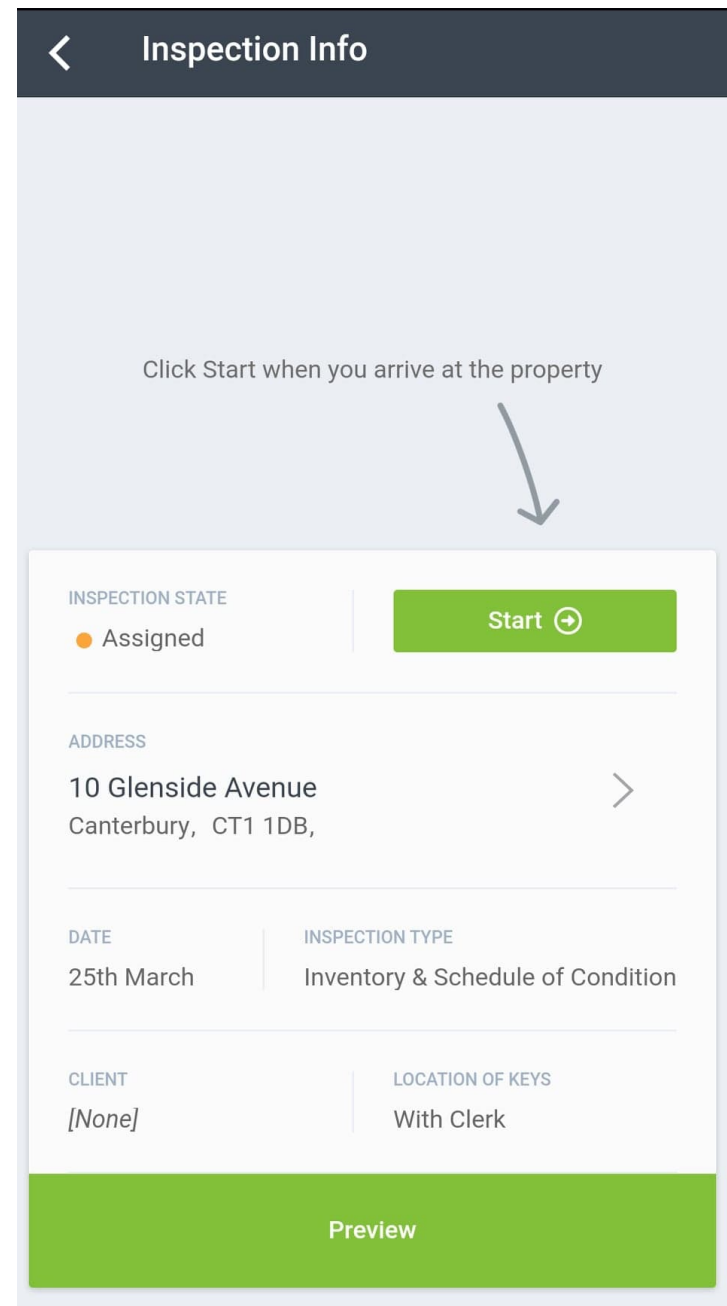 Inspection Info
Click Start when you arrive at the property
INSPECTION STATE
Assigned
Start
ADDRESS
10 Glenside Avenue
Canterbury, CT1 1DB,
DATE
25th March
INSPECTION TYPE
Inventory & Schedule of Condition
CLIENT
[None]
LOCATION OF KEYS
With Clerk
Preview